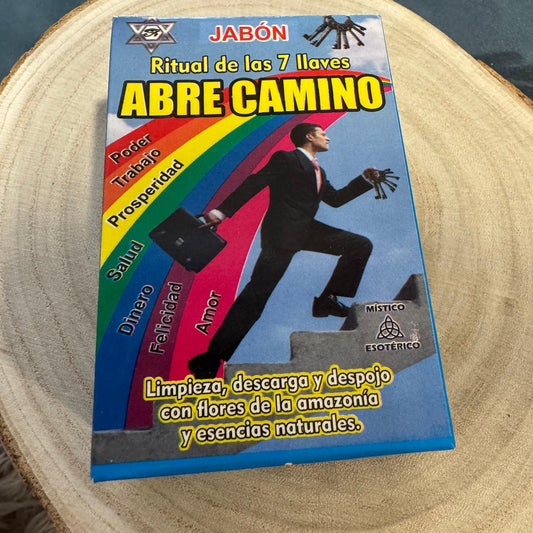 JABÓN
Ritual de las 7 llaves
ABRE CAMINO
Poder
Trabajo
Prosperidad
Salud
Dinero
Felicidad
Amor
MÍSTICO
ESOTÉRICO
Limpieza, descarga y despojo
con flores de la amazonía
y esencias naturales.